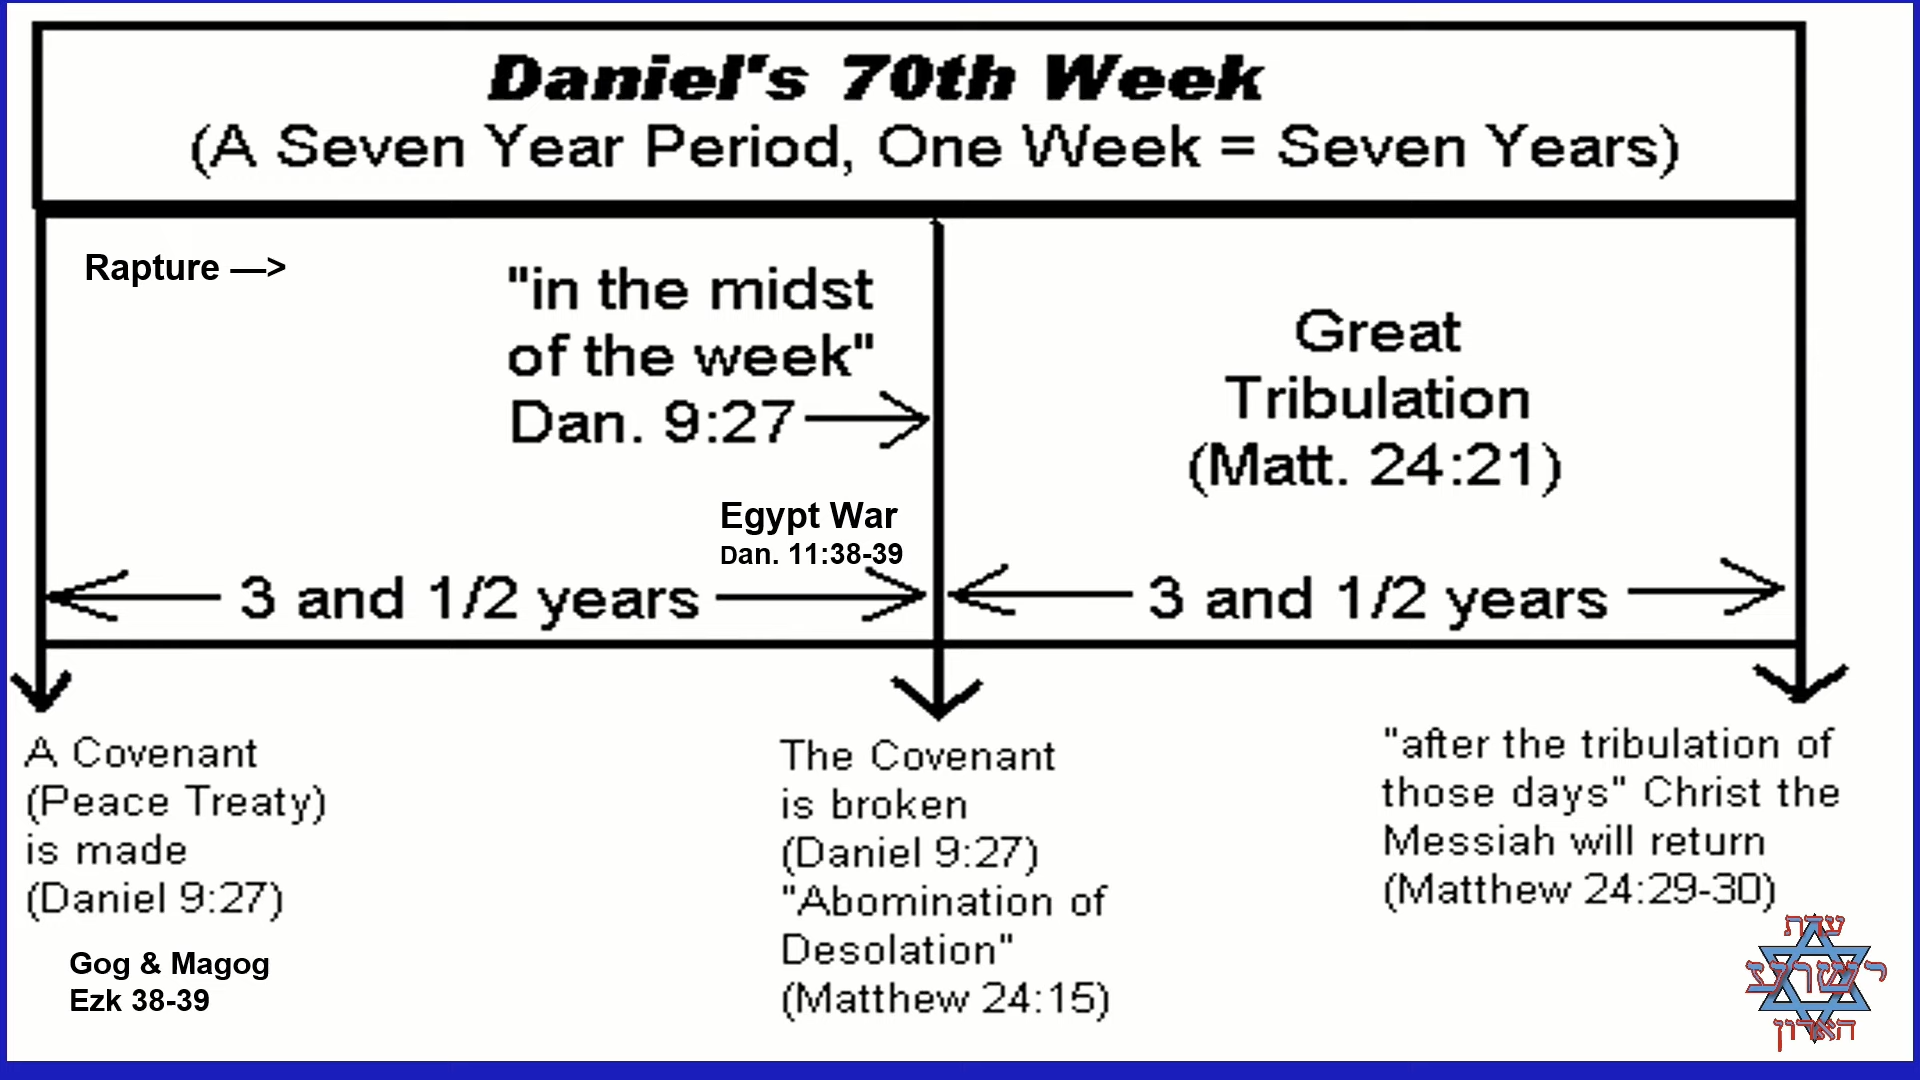 Daniel's 70th Week
(A Seven Year Period, One Week = Seven Years)
Rapture —>
"in the midst
of the week"
Dan. 9:27
Great
Tribulation
(Matt. 24:21)
Egypt War
Dan. 11:38-39
3 and 1/2 years
3 and 1/2 years
A Covenant
(Peace Treaty)
is made
(Daniel 9:27)
Gog & Magog
Ezk 38-39
The Covenant
is broken
(Daniel 9:27)
"Abomination of
Desolation"
(Matthew 24:15)
"after the tribulation of
those days" Christ the
Messiah will return
(Matthew 24:29-30)
עדת
האדון